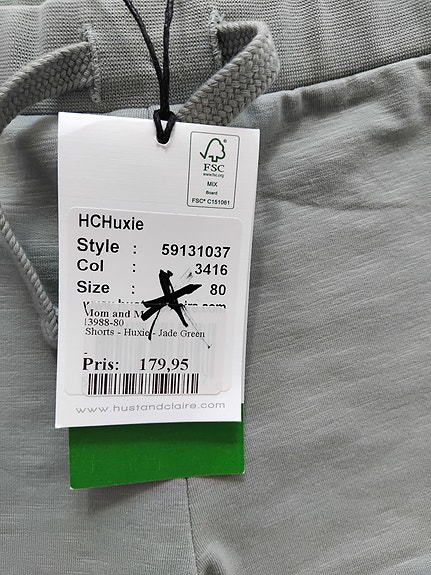 FSC
www.fsc.org
MIX
Board
FSC® C151061
HCHuxie
Style : 59131037
Col : 3416
Size : 80
Mom and
13988-80
Shorts - Huxie - Jade Green
-
Pris: 179,95
www.hustandclaire.com